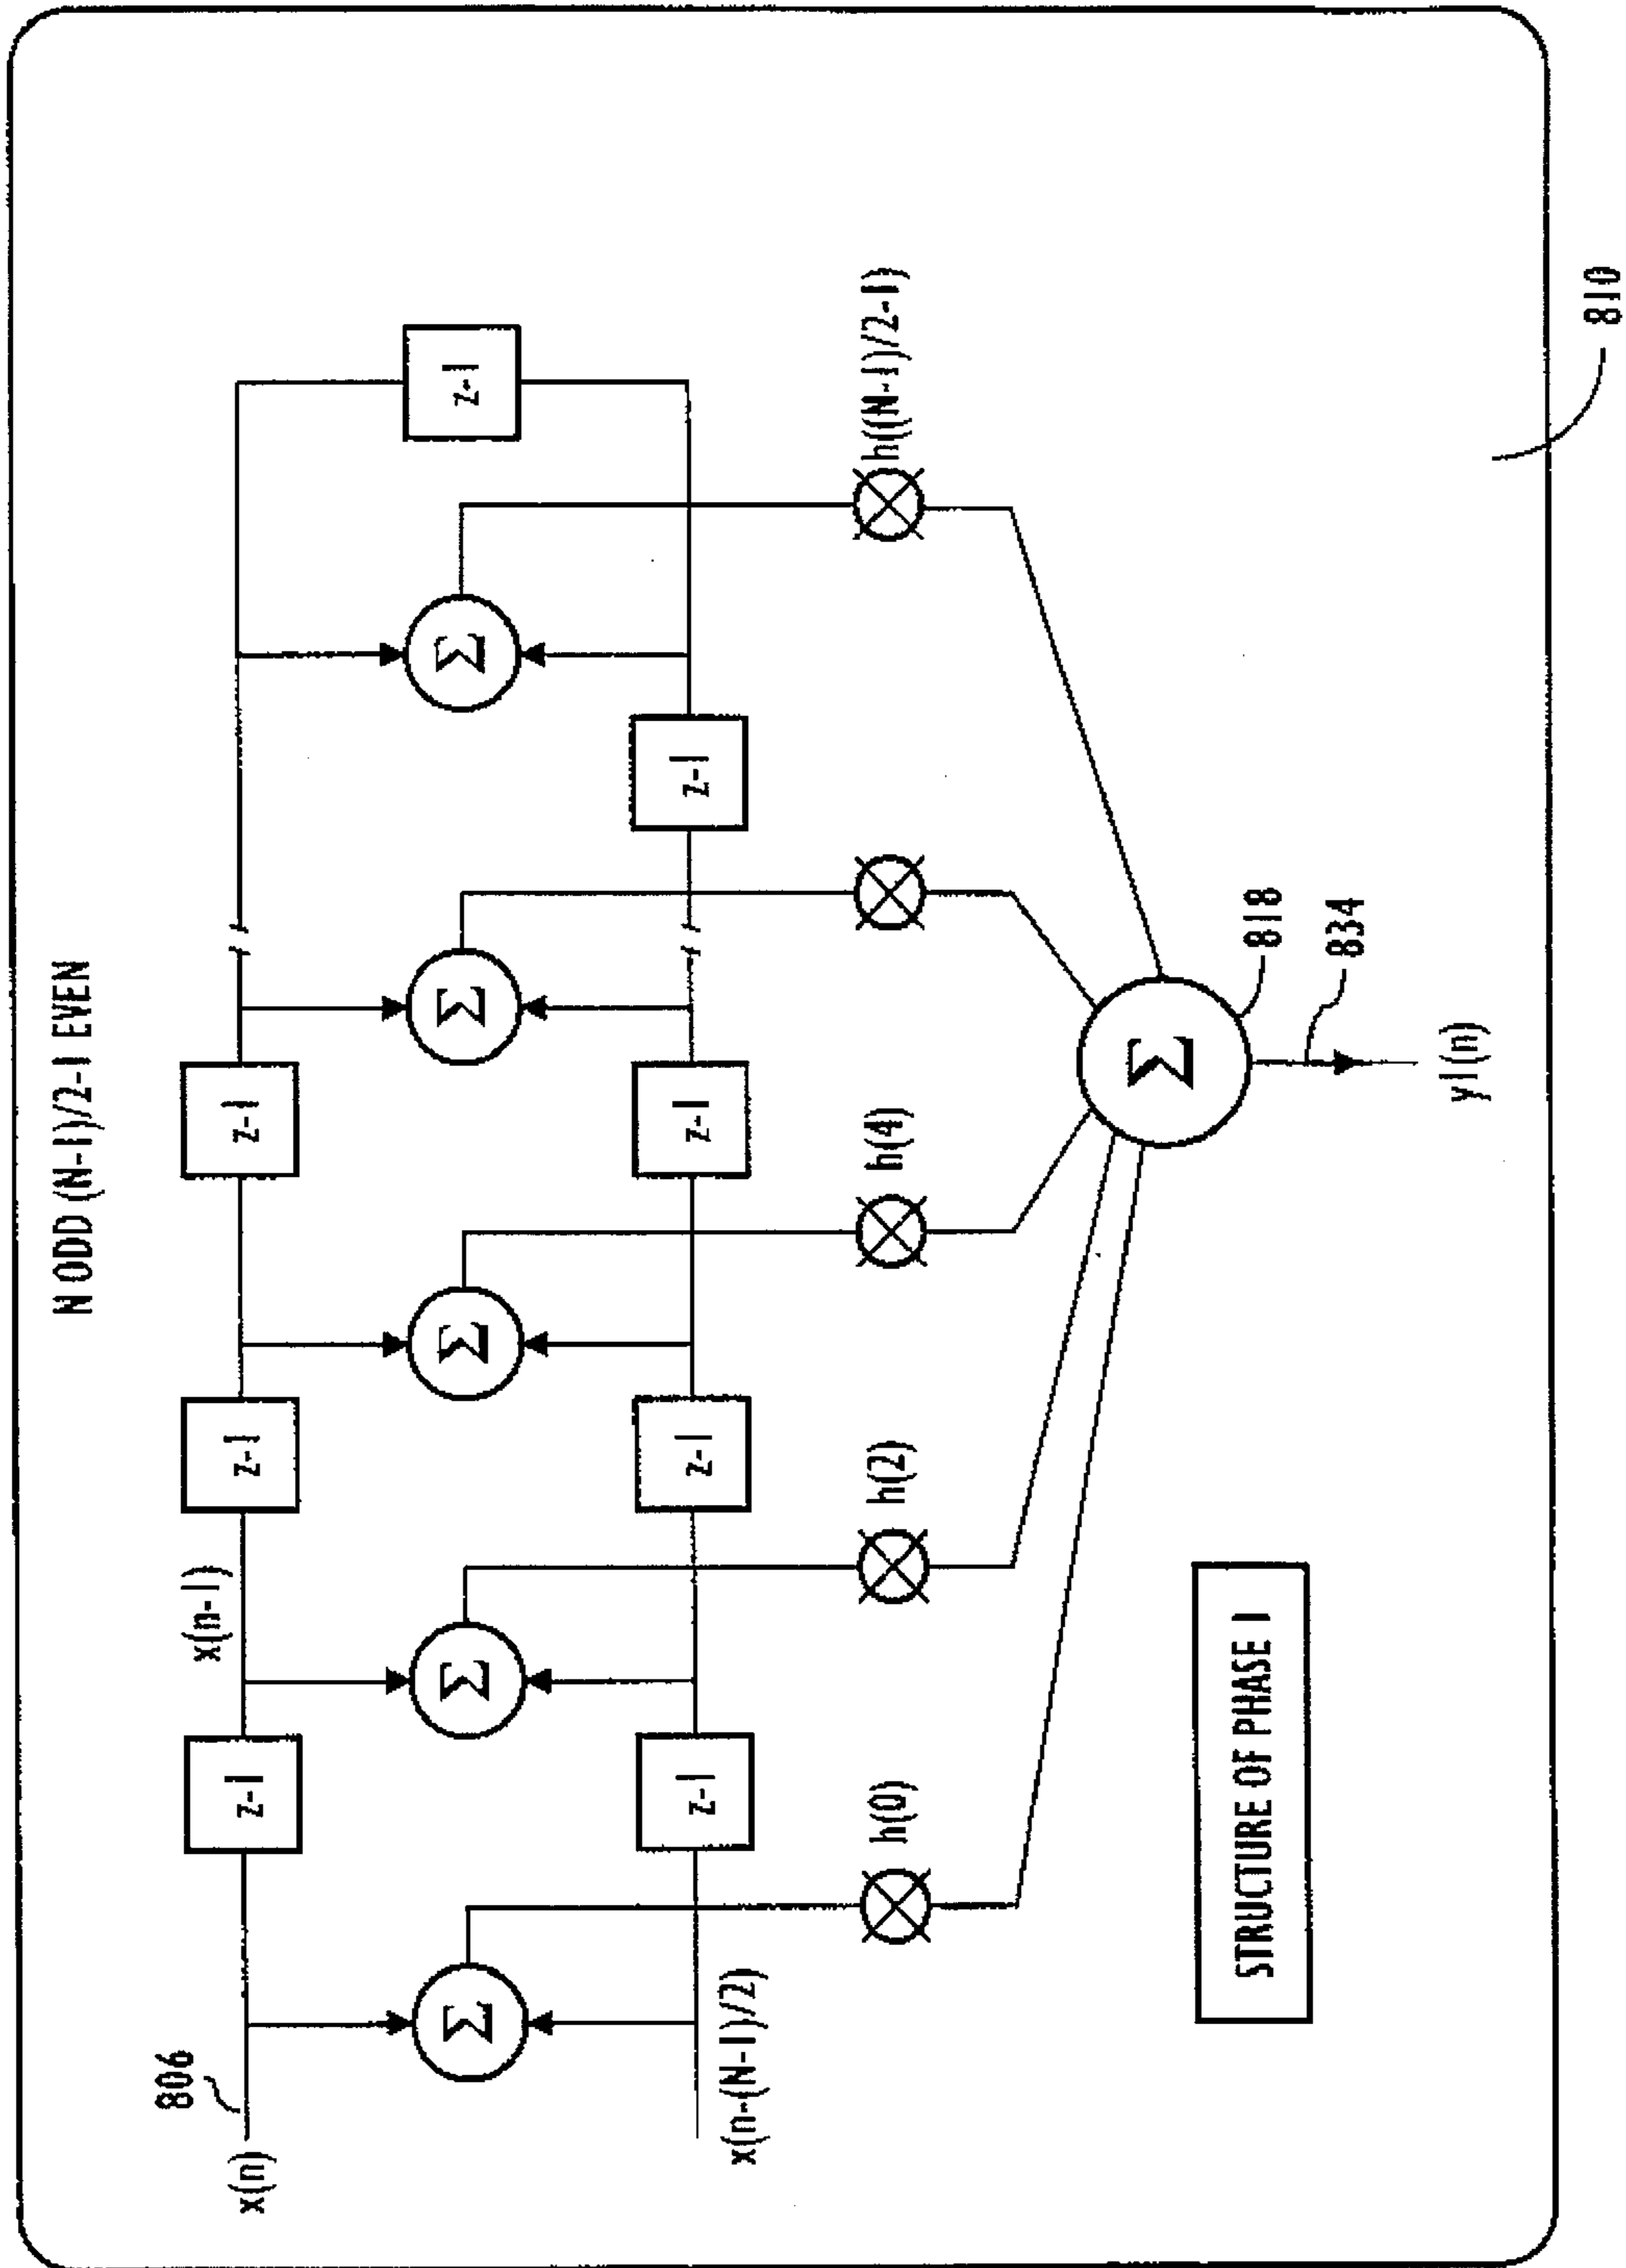 N ODD (N-1)/2-1 EVEN
x(n)
806
x(n-1)
z-1
z-1
z-1
z-1
Σ
Σ
Σ
Σ
Σ
z-1
z-1
z-1
z-1
x(n-(N-1)/2)
h(0)
h(2)
h(4)
h((N-1)/2-1)
Σ
818
834
y1(n)
STRUCTURE OF PHASE 1
810